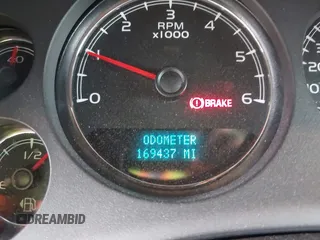 3
2
4
RPM
x1000
1
5
0
6
BRAKE
ODOMETER
169437 MI
1/2
DREAMBID